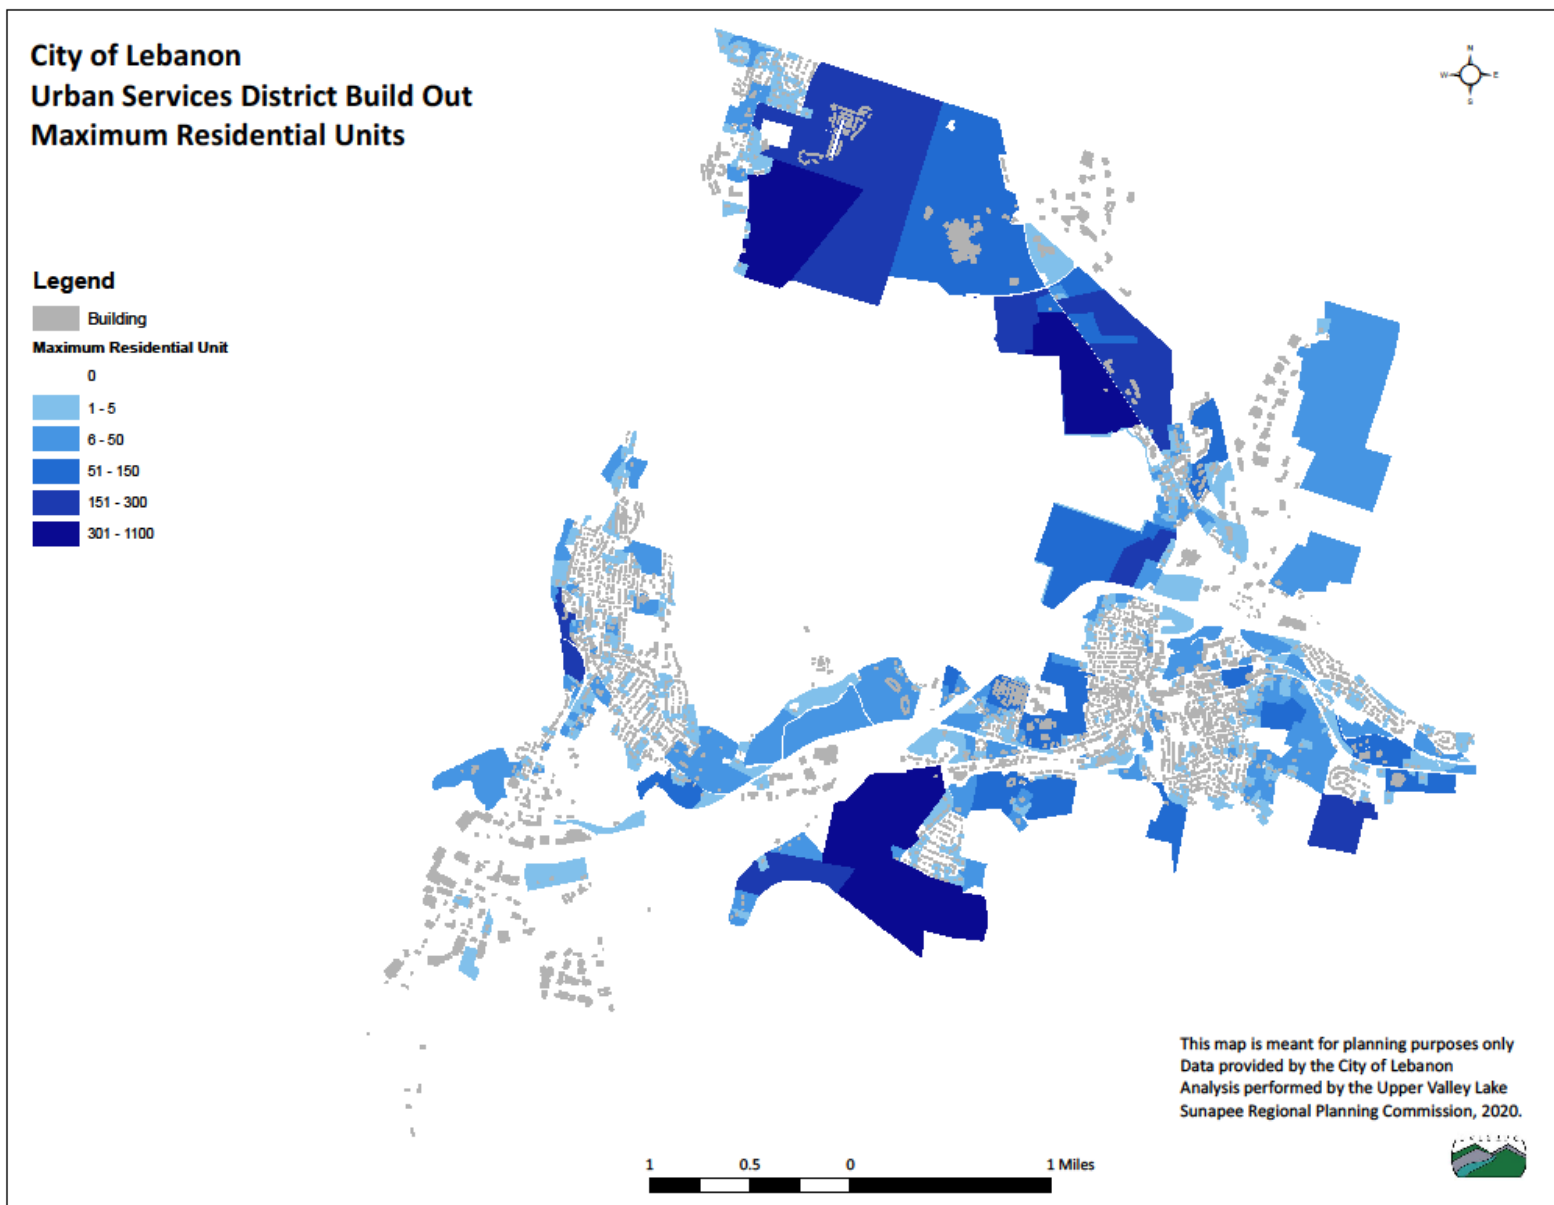 City of Lebanon
Urban Services District Build Out
Maximum Residential Units
N
W
E
S
Legend
Building
Maximum Residential Unit
0
1 - 5
6 - 50
51 - 150
151 - 300
301 - 1100
This map is meant for planning purposes only
Data provided by the City of Lebanon
Analysis performed by the Upper Valley Lake
Sunapee Regional Planning Commission, 2020.
1 0.5 0 1 Miles